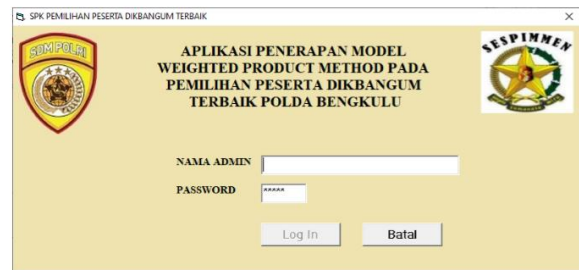 SPK PEMILIHAN PESERTA DIKBANGUM TERBAIK
SDM POLRI
APLIKASI PENERAPAN MODEL
WEIGHTED PRODUCT METHOD PADA
PEMILIHAN PESERTA DIKBANGUM
TERBAIK POLDA BENGKULU
SESPIMMEN
NAMA ADMIN
PASSWORD *****
Log In Batal